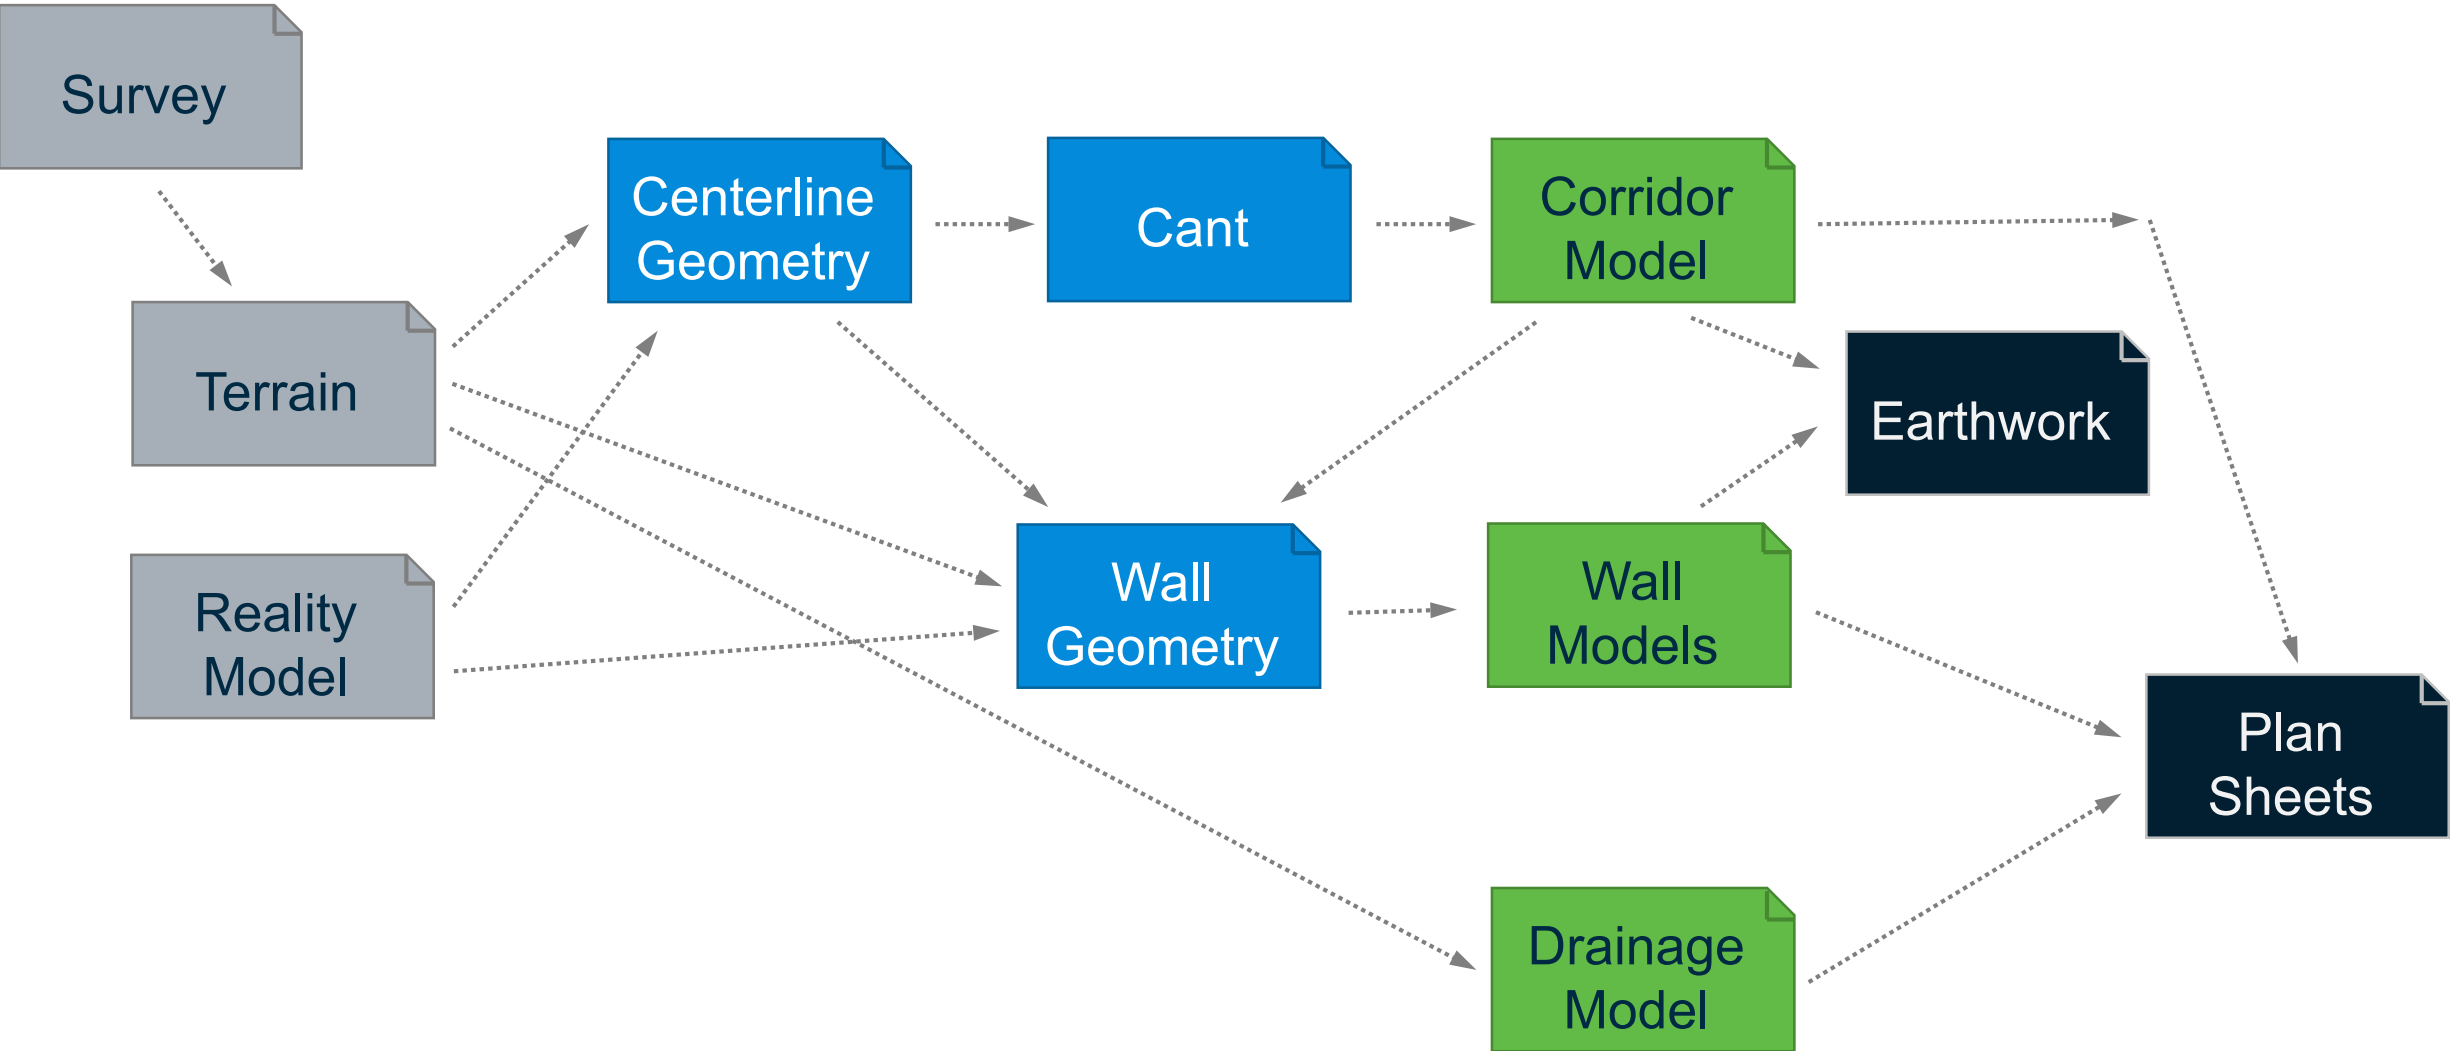 Survey
Centerline
Geometry
Cant
Corridor
Model
Terrain
Earthwork
Reality
Model
Wall
Geometry
Wall
Models
Plan
Sheets
Drainage
Model